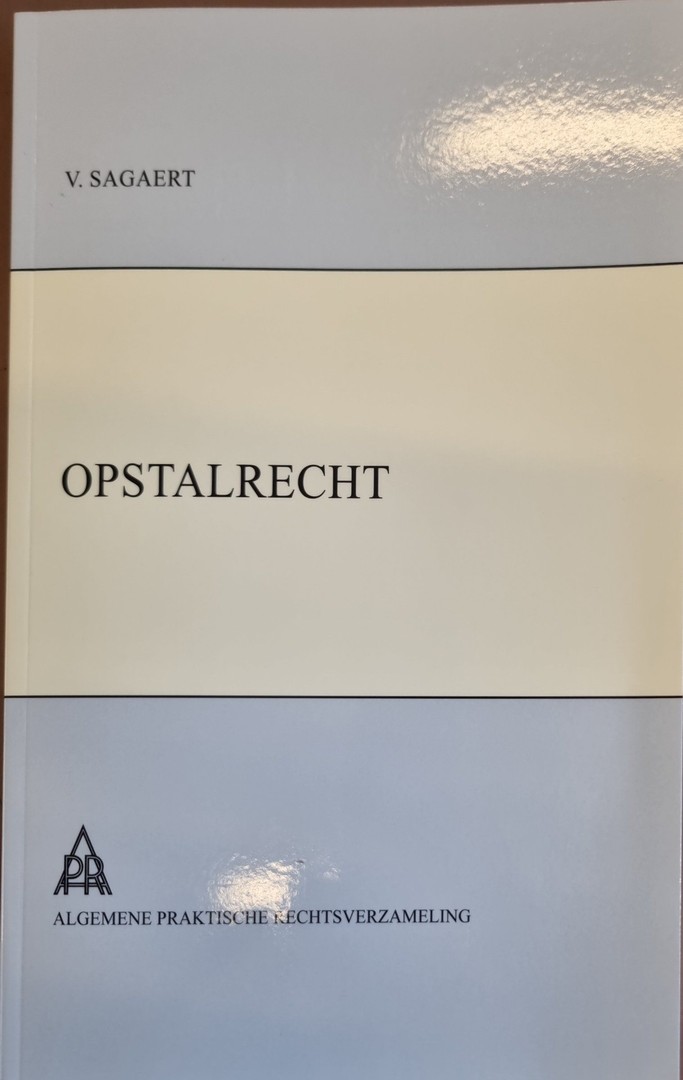 V. SAGAERT
OPSTALRECHT
APR
ALGEMENE PRAKTISCHE RECHTSVERZAMELING